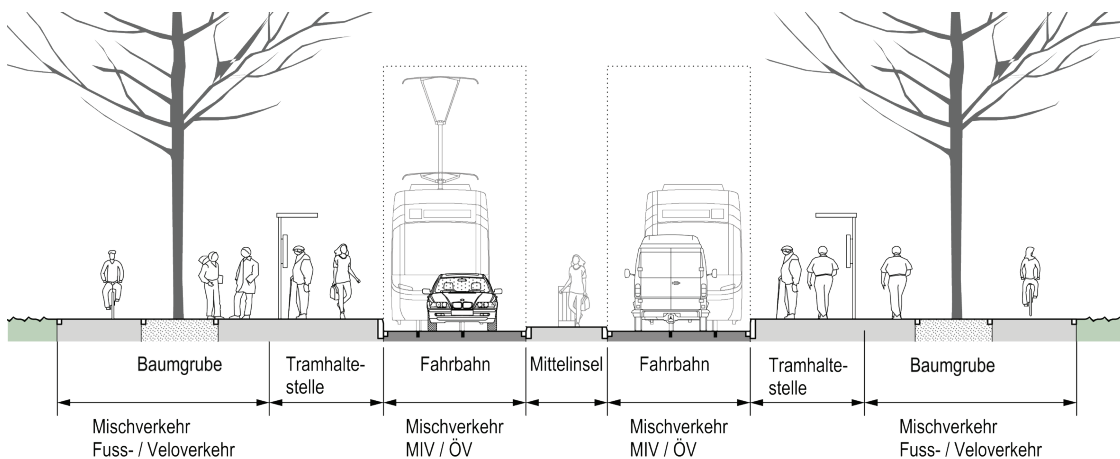 Baumgrube
Tramhalte-
stelle
Fahrbahn
Mittelinsel
Fahrbahn
Tramhalte-
stelle
Baumgrube
Mischverkehr
Fuss- / Veloverkehr
Mischverkehr
MIV / ÖV
Mischverkehr
MIV / ÖV
Mischverkehr
Fuss- / Veloverkehr